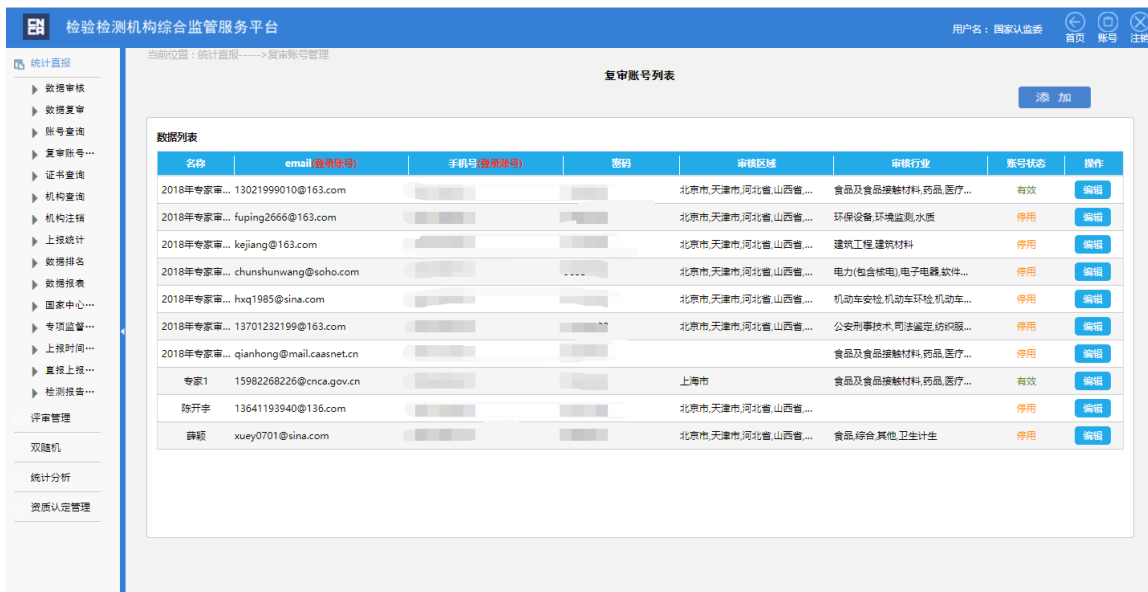 检验检测机构综合监管服务平台
用户名： 国家认监委
首页 账号 注销
统计直报
数据审核
数据复审
账号查询
复审账号…
证书查询
机构查询
机构注销
上报统计
数据排名
数据报表
国家中心…
专项监督…
上报时间…
直报上报…
检测报告…
评审管理
双随机
统计分析
资质认定管理
当前位置：统计直报----->复审账号管理
复审账号列表
添 加
数据列表
名称 email(登录账号) 手机号(登录账号) 密码 审核区域 审核行业 账号状态 操作
2018年专家审... 13021999010@163.com 北京市,天津市,河北省,山西省,... 食品及食品接触材料,药品,医疗... 有效 编辑
2018年专家审... fuping2666@163.com 北京市,天津市,河北省,山西省,... 环保设备,环境监测,水质 停用 编辑
2018年专家审... kejiang@163.com 北京市,天津市,河北省,山西省,... 建筑工程,建筑材料 停用 编辑
2018年专家审... chunshunwang@soho.com 北京市,天津市,河北省,山西省,... 电力(包含核电),电子电器,软件... 停用 编辑
2018年专家审... hxq1985@sina.com 北京市,天津市,河北省,山西省,... 机动车安检,机动车环检,机动车... 停用 编辑
2018年专家审... 13701232199@163.com 北京市,天津市,河北省,山西省,... 公安刑事技术,司法鉴定,纺织服... 停用 编辑
2018年专家审... qianhong@mail.caasnet.cn 食品及食品接触材料,药品,医疗... 停用 编辑
专家1 15982268226@cnca.gov.cn 上海市 食品及食品接触材料,药品,医疗... 有效 编辑
陈开宇 13641193940@136.com 北京市,天津市,河北省,山西省,... 停用 编辑
薛颖 xuey0701@sina.com 北京市,天津市,河北省,山西省,... 食品,综合,其他,卫生计生 停用 编辑